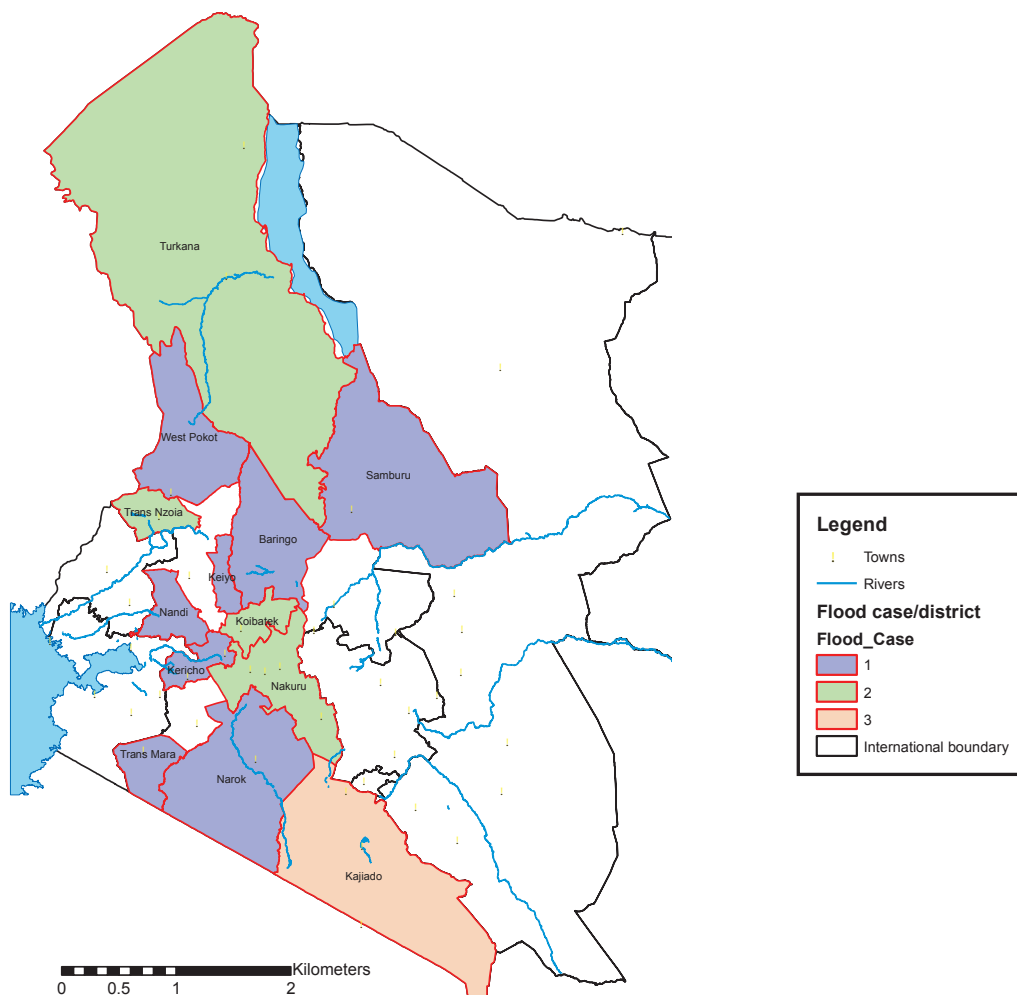 Turkana
West Pokot
Samburu
Trans Nzoia
Baringo
Keiyo
Nandi
Koibatek
Kericho
Nakuru
Trans Mara
Narok
Kajiado
Kilometers
0 0.5 1 2
Legend
Towns
Rivers
Flood case/district
Flood_Case
1
2
3
International boundary